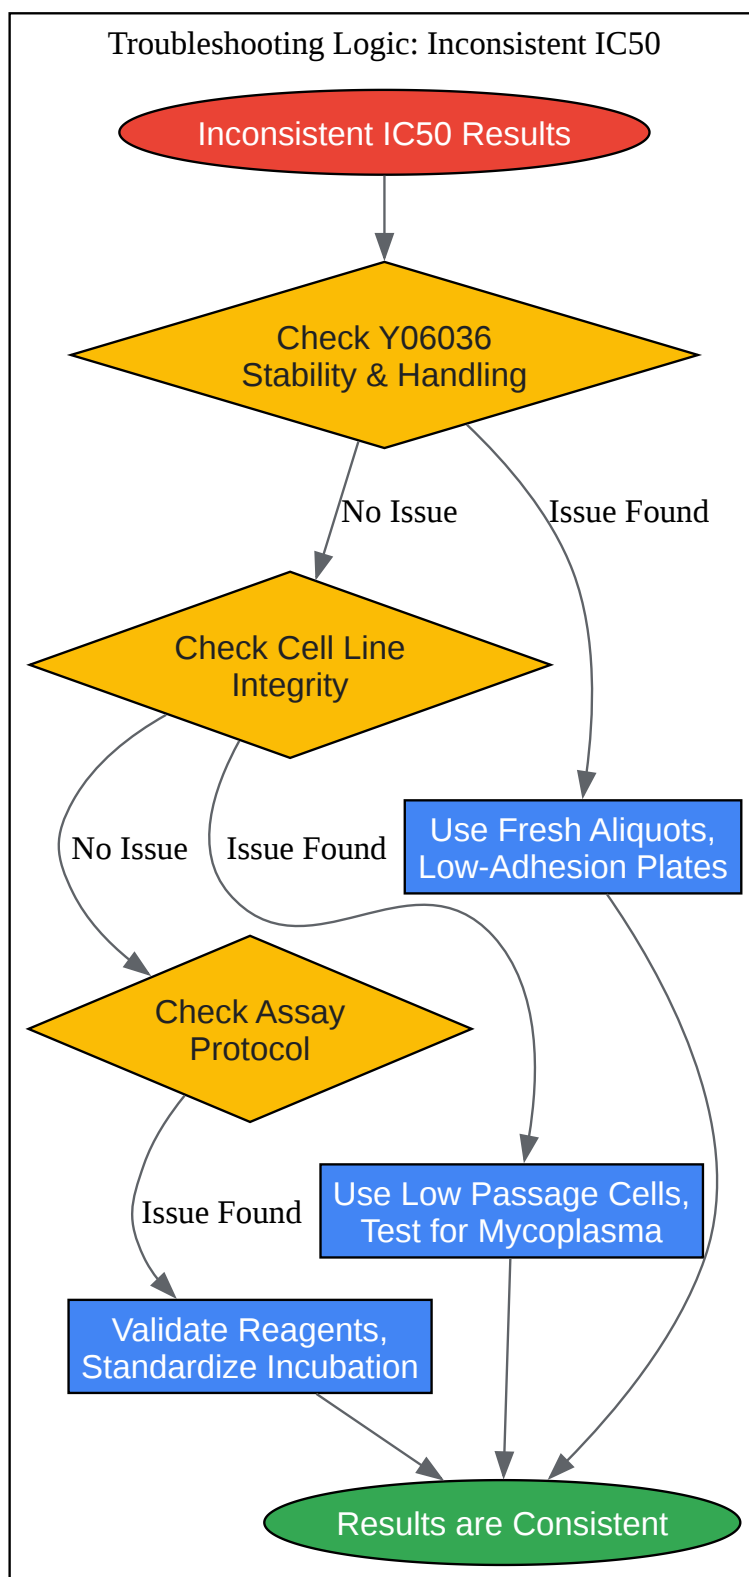 Troubleshooting Logic: Inconsistent IC50
Inconsistent IC50 Results
Check Y06036
Stability & Handling
No Issue
Issue Found
Check Cell Line
Integrity
No Issue
Issue Found
Use Fresh Aliquots,
Low-Adhesion Plates
Check Assay
Protocol
Issue Found
Use Low Passage Cells,
Test for Mycoplasma
Validate Reagents,
Standardize Incubation
Results are Consistent